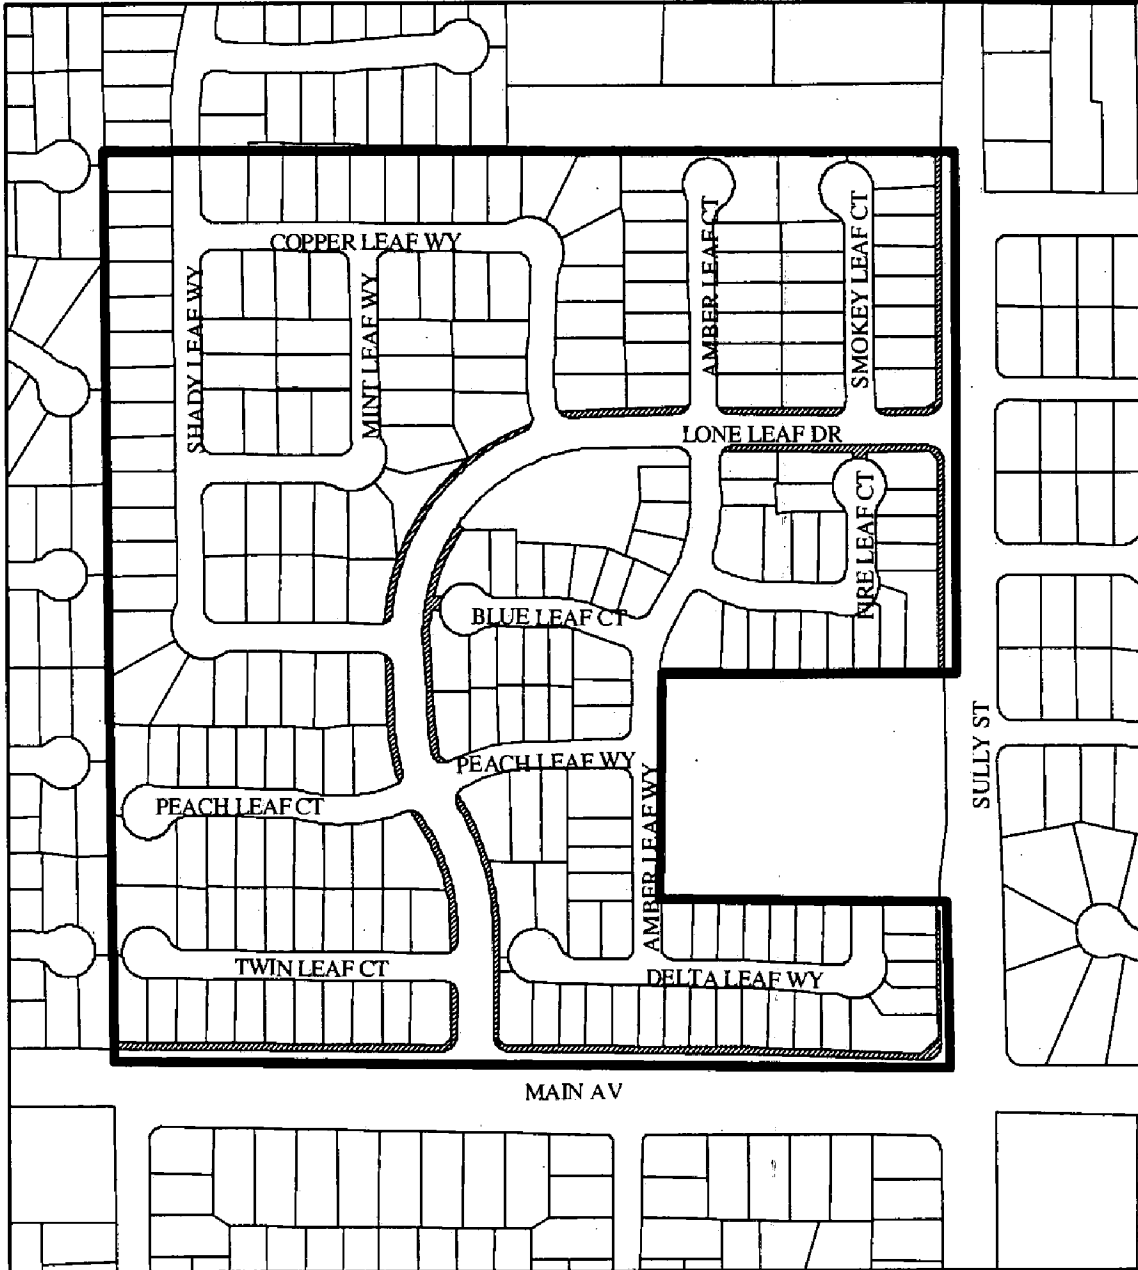 COPPER LEAF WY
AMBER LEAF CT
SMOKEY LEAF CT
SHADY LEAF WY
MINT LEAF WY
LONE LEAF DR
FIRE LEAF CT
BLUE LEAF CT
SULLY ST
PEACH LEAF WY
PEACH LEAF CT
AMBER LEAF WY
TWIN LEAF CT
DELTA LEAF WY
MAIN AV